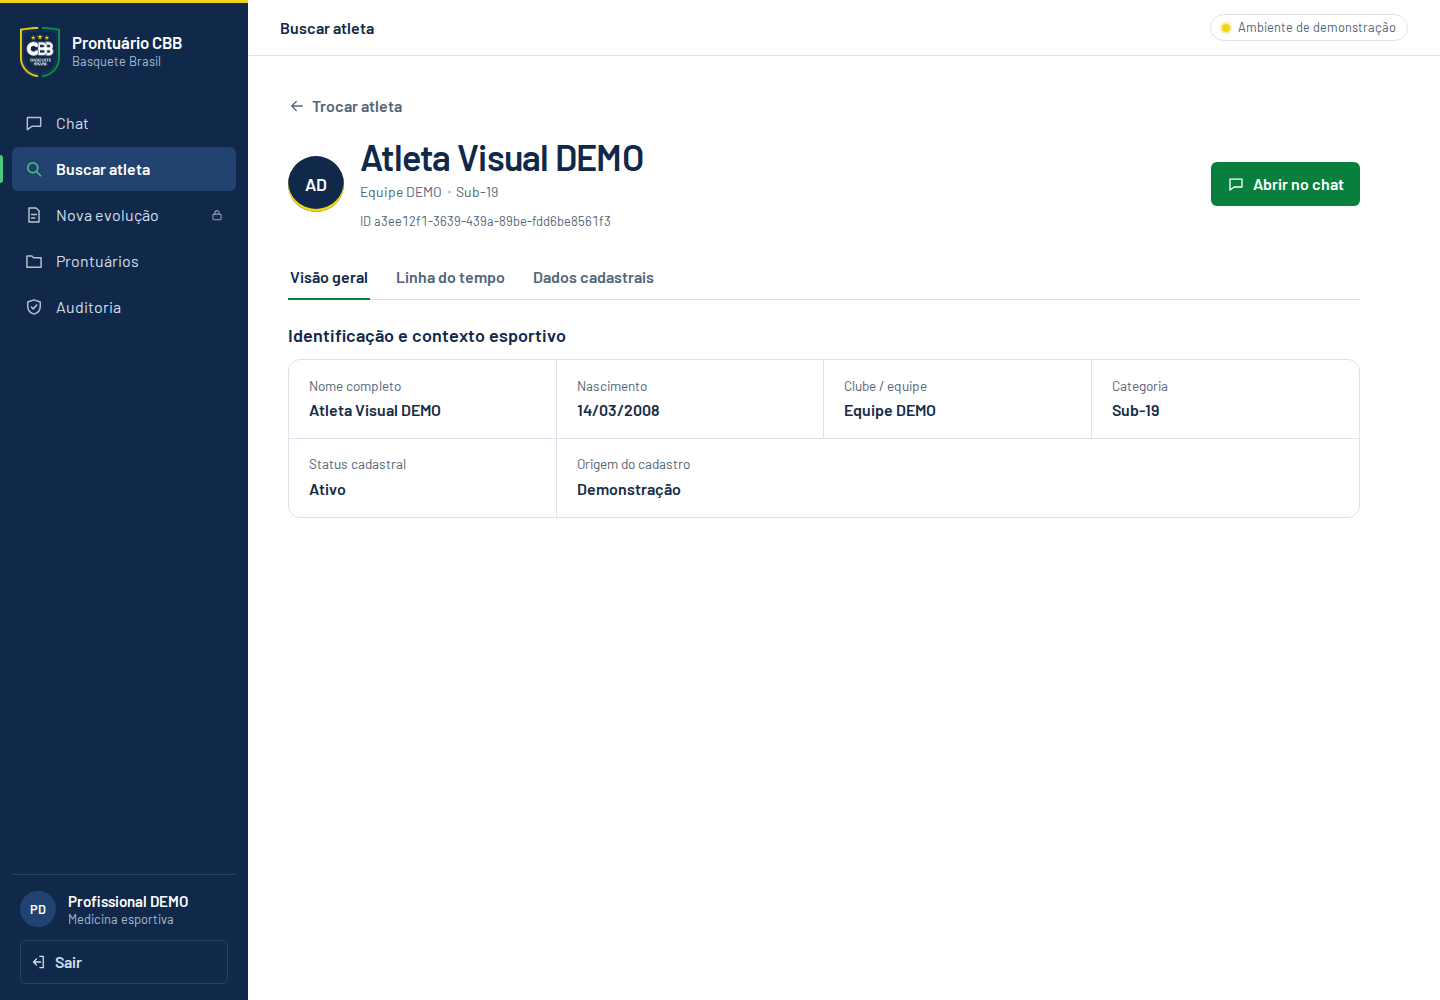 CBB
Prontuário CBB
Basquete Brasil
Chat
Buscar atleta
Nova evolução
Prontuários
Auditoria
PD
Profissional DEMO
Medicina esportiva
Sair
Buscar atleta
Ambiente de demonstração
Trocar atleta
AD
Atleta Visual DEMO
Equipe DEMO • Sub-19
ID a3ee12f1-3639-439a-89be-fdd6be8561f3
Abrir no chat
Visão geral
Linha do tempo
Dados cadastrais
Identificação e contexto esportivo
Nome completo
Atleta Visual DEMO
Nascimento
14/03/2008
Clube / equipe
Equipe DEMO
Categoria
Sub-19
Status cadastral
Ativo
Origem do cadastro
Demonstração